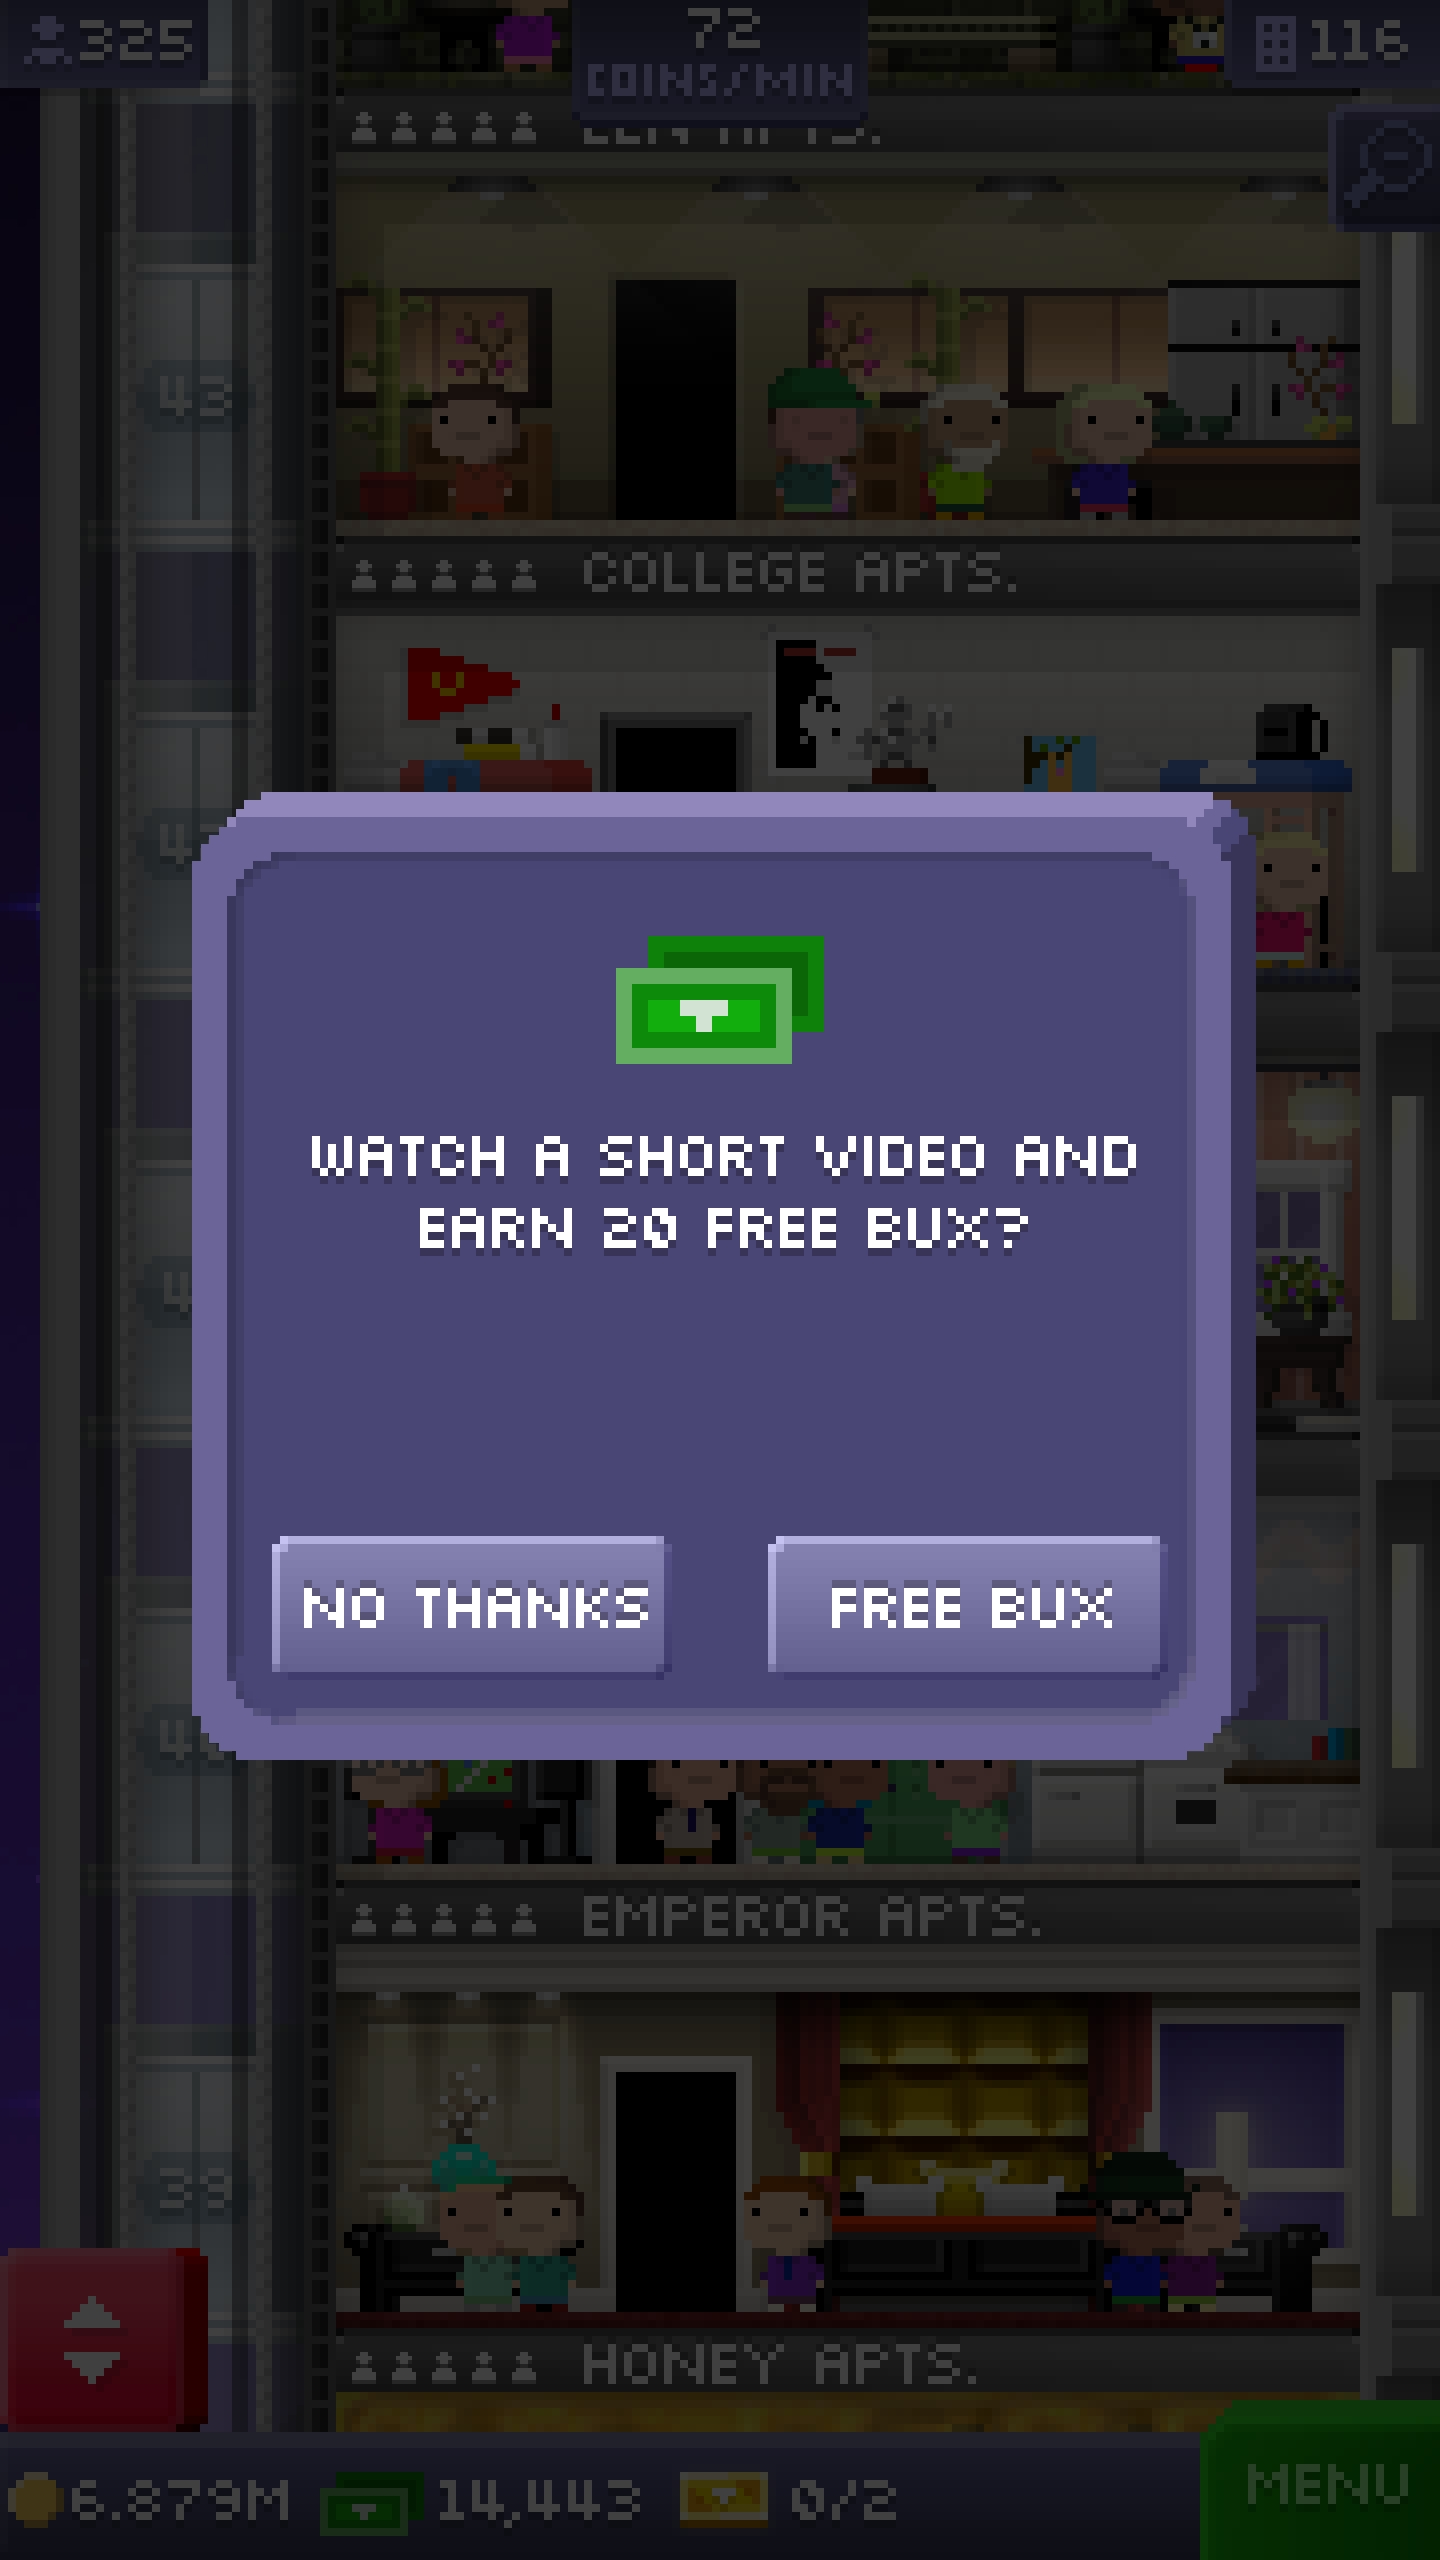 325
72
COINS/MIN
116
43
COLLEGE APTS.
U
WATCH A SHORT VIDEO AND
EARN 20 FREE BUX?
NO THANKS
FREE BUX
EMPEROR APTS.
39
HONEY APTS.
6.879M
14,443
0/2
MENU